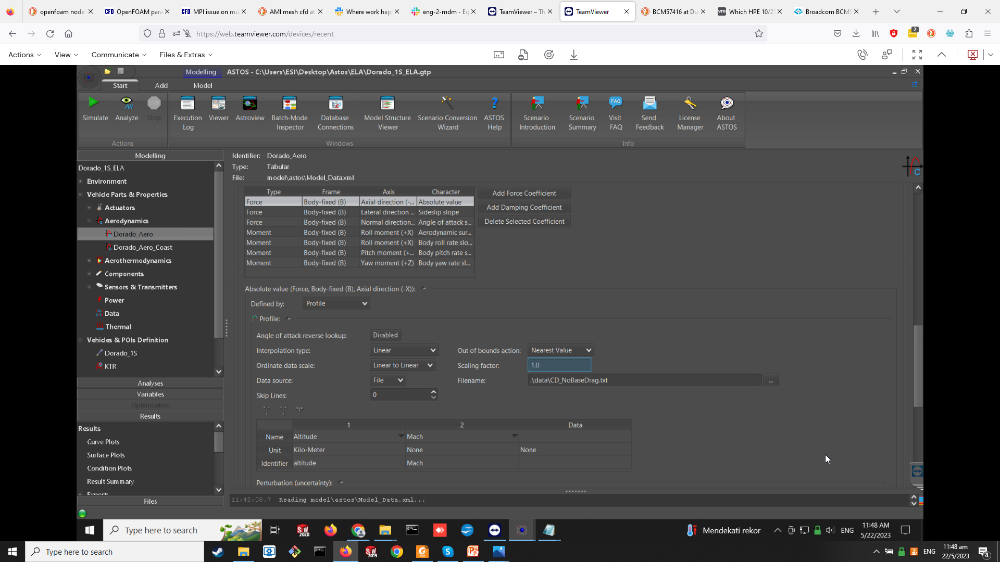 openfoam node
OpenFOAM para
MPI issue on mu
AMI mesh cfd at
Where work hap
eng-2-mdm - Eq
TeamViewer – Th
TeamViewer
BCM57416 at Du
Which HPE 10/25
Broadcom BCM5
https://web.teamviewer.com/devices/recent
2
Actions
View
Communicate
Files & Extras
Modelling
ASTOS - C:\Users\ESI\Desktop\Astos\ELA\Dorado_1S_ELA.gtp
Start
Add
Model
Simulate
Analyze
Stop
Execution Log
Viewer
Astroview
Batch-Mode Inspector
Database Connections
Model Structure Viewer
Scenario Conversion Wizard
ASTOS Help
Scenario Introduction
Scenario Summary
Visit FAQ
Send Feedback
License Manager
About ASTOS
Actions
Windows
Info
Modelling
Dorado_1S_ELA
Environment
Vehicle Parts & Properties
Actuators
Aerodynamics
Dorado_Aero
Dorado_Aero_Coast
Aerothermodynamics
Components
Sensors & Transmitters
Power
Data
Thermal
Vehicles & POIs Definition
Dorado_1S
KTR
Analyses
Variables
Optimization
Results
Results
Curve Plots
Surface Plots
Condition Plots
Result Summary
Exports
Files
Identifier: Dorado_Aero
Type: Tabular
File: model\astos\Model_Data.xml
Type Frame Axis Character
Force Body-fixed (B) Axial direction (-... Absolute value
Force Body-fixed (B) Lateral direction ... Sideslip slope
Force Body-fixed (B) Normal direction... Angle of attack s...
Moment Body-fixed (B) Roll moment (+X) Aerodynamic sur...
Moment Body-fixed (B) Roll moment (+X) Body roll rate slo...
Moment Body-fixed (B) Pitch moment (+... Body pitch rate s...
Moment Body-fixed (B) Yaw moment (+Z) Body yaw rate sl...
Add Force Coefficient
Add Damping Coefficient
Delete Selected Coefficient
Absolute value (Force, Body-fixed (B), Axial direction (-X)):
Defined by: Profile
Profile:
Angle of attack reverse lookup: Disabled
Interpolation type: Linear Out of bounds action: Nearest Value
Ordinate data scale: Linear to Linear Scaling factor: 1.0
Data source: File Filename: .\data\CD_NoBaseDrag.txt ...
Skip Lines: 0
1 2 Data
Name Altitude Mach
Unit Kilo-Meter None None
Identifier altitude Mach
Perturbation (uncertainty):
11:42:08.7 Reading model\astos\Model_Data.xml...
Type here to search
Mendekati rekor
ENG
11:48 AM
5/22/2023
Type here to search
ENG
11:48 am
22/5/2023
4